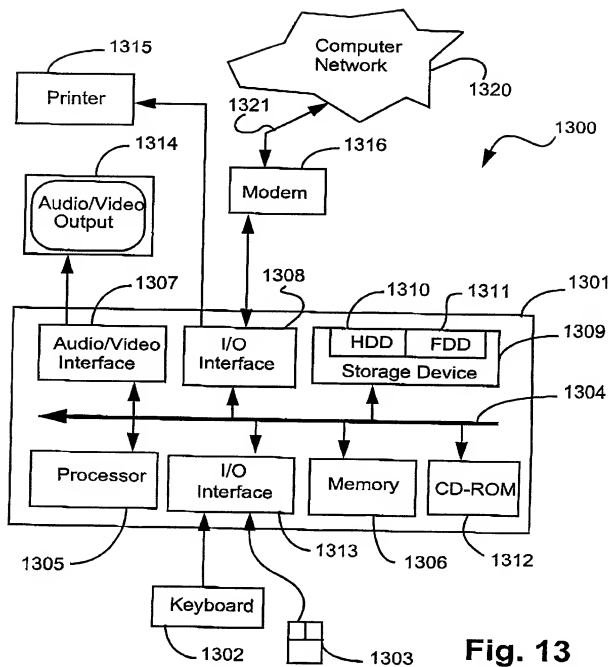 1315
Computer
Network
Printer
1320
1321
1314
1316
1300
Modem
Audio/Video
Output
1307
1308
1310
1311
1301
Audio/Video
Interface
I/O
Interface
HDD
FDD
1309
Storage Device
1304
Processor
I/O
Interface
Memory
CD-ROM
1305
1313
1306
1312
Keyboard
1302
1303
Fig. 13